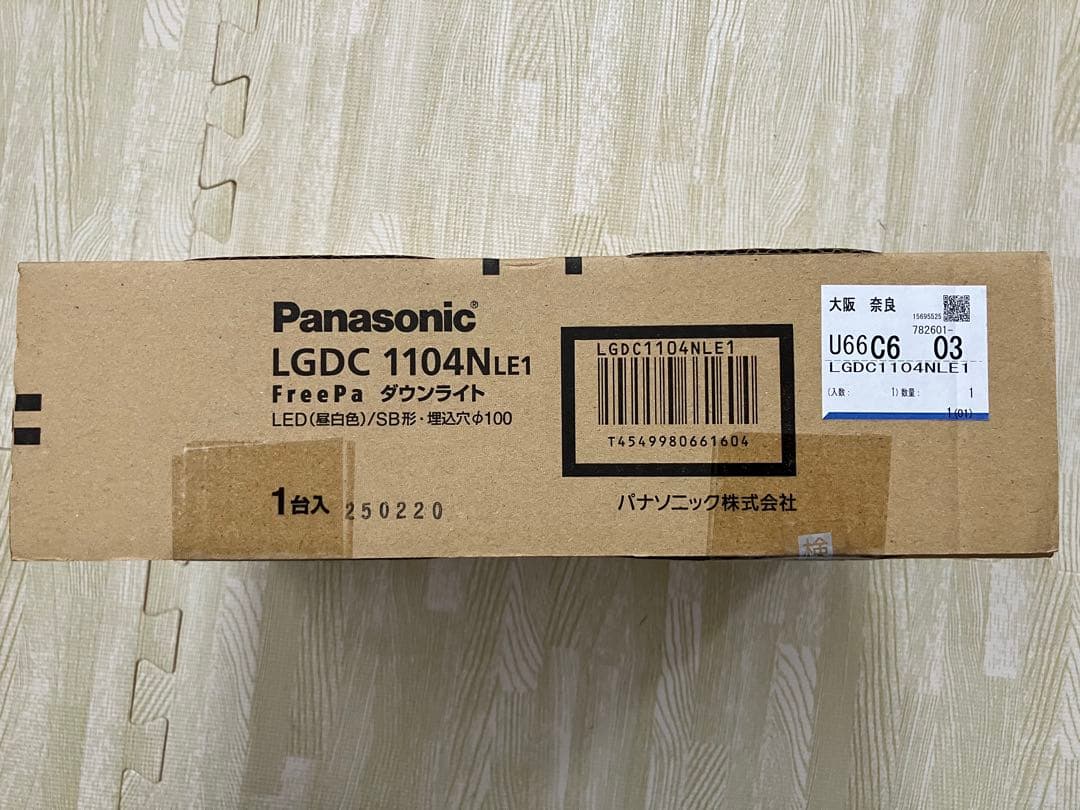 Panasonic®
LGDC 1104NLE1
FreePa ダウンライト
LED(昼白色)/SB形・埋込穴φ100
1台入
250220
LGDC1104NLE1
T4549980661604
パナソニック株式会社
検
大阪 奈良
15695525
782601-
U66 C6 03
LGDC1104NLE1
(入数: 1) 数量: 1
1(01)